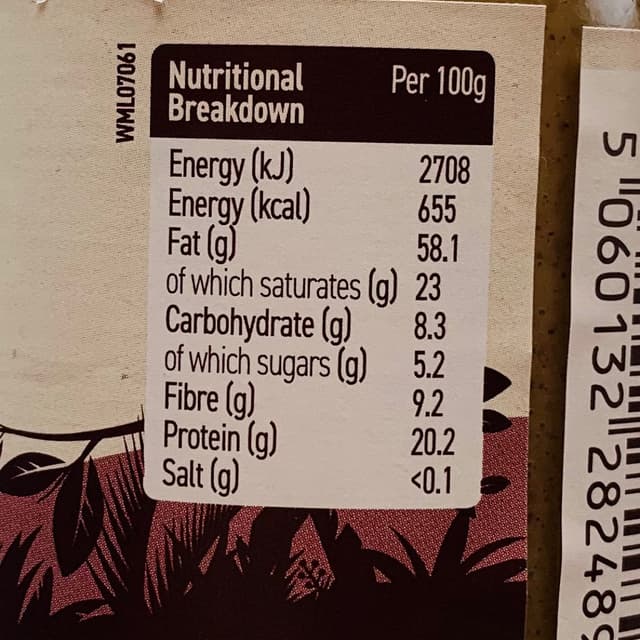 WML07061
Nutritional Breakdown Per 100g
Energy (kJ) 2708
Energy (kcal) 655
Fat (g) 58.1
of which saturates (g) 23
Carbohydrate (g) 8.3
of which sugars (g) 5.2
Fibre (g) 9.2
Protein (g) 20.2
Salt (g) <0.1
5 060132 28248